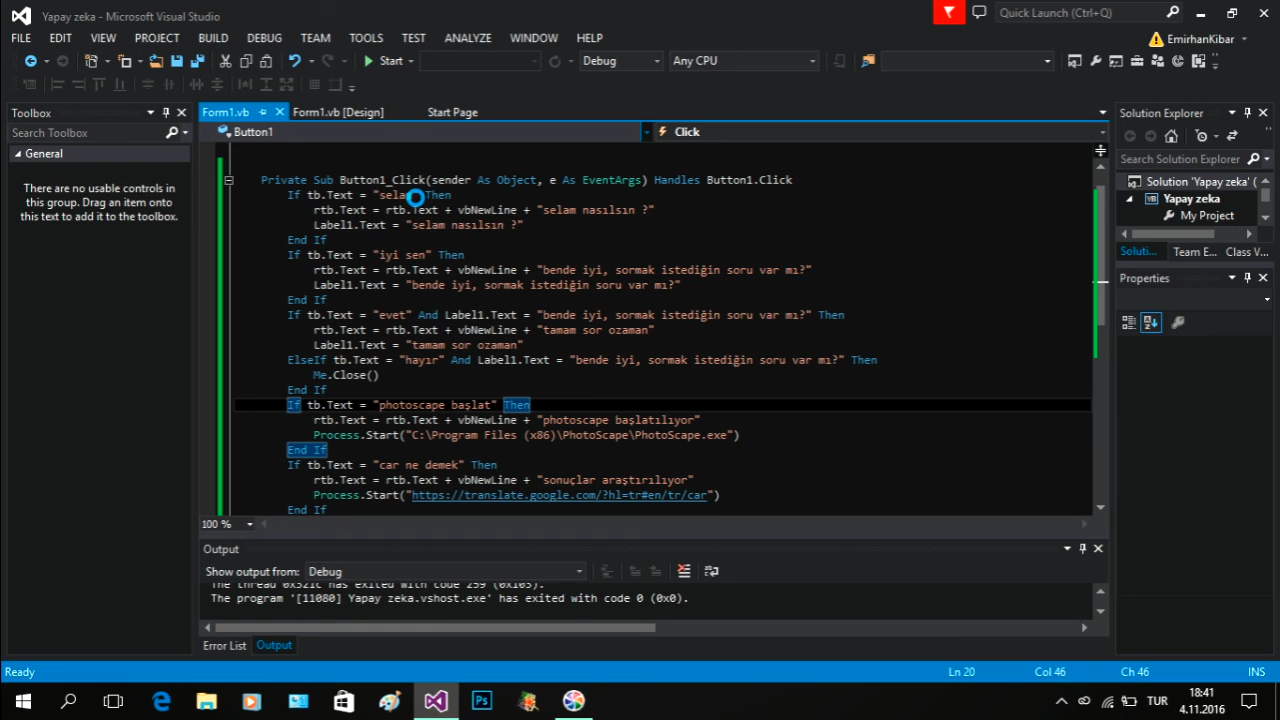 Yapay zeka - Microsoft Visual Studio
Quick Launch (Ctrl+Q)
FILE EDIT VIEW PROJECT BUILD DEBUG TEAM TOOLS TEST ANALYZE WINDOW HELP
EmirhanKibar
Start
Debug
Any CPU
Toolbox
Search Toolbox
General
There are no usable controls in
this group. Drag an item onto
this text to add it to the toolbox.
Form1.vb
Form1.vb [Design]
Start Page
Button1
Click
Private Sub Button1_Click(sender As Object, e As EventArgs) Handles Button1.Click
If tb.Text = Then
rtb.Text = rtb.Text + vbNewLine + "selam nasılsın ?"
Label1.Text = "selam nasılsın ?"
End If
If tb.Text = "iyi sen" Then
rtb.Text = rtb.Text + vbNewLine + "bende iyi, sormak istediğin soru var mı?"
Label1.Text = "bende iyi, sormak istediğin soru var mı?"
End If
If tb.Text = "evet" And Label1.Text = "bende iyi, sormak istediğin soru var mı?" Then
rtb.Text = rtb.Text + vbNewLine + "tamam sor ozaman"
Label1.Text = "tamam sor ozaman"
ElseIf tb.Text = "hayır" And Label1.Text = "bende iyi, sormak istediğin soru var mı?" Then
Me.Close()
End If
If tb.Text = "photoscape başlat" Then
rtb.Text = rtb.Text + vbNewLine + "photoscape başlatılıyor"
Process.Start("C:\Program Files (x86)\PhotoScape\PhotoScape.exe")
End If
If tb.Text = "car ne demek" Then
rtb.Text = rtb.Text + vbNewLine + "sonuçlar araştırılıyor"
Process.Start("https://translate.google.com/?hl=tr#en/tr/car")
End If
100 %
Output
Show output from: Debug
The thread 0x321c has exited with code 259 (0x103).
The program '[11080] Yapay zeka.vshost.exe' has exited with code 0 (0x0).
Error List Output
Solution Explorer
Search Solution Explorer
Solution 'Yapay zeka'
Yapay zeka
My Project
Soluti... Team E... Class V...
Properties
Ready
Ln 20
Col 46
Ch 46
INS
TUR
18:41
4.11.2016